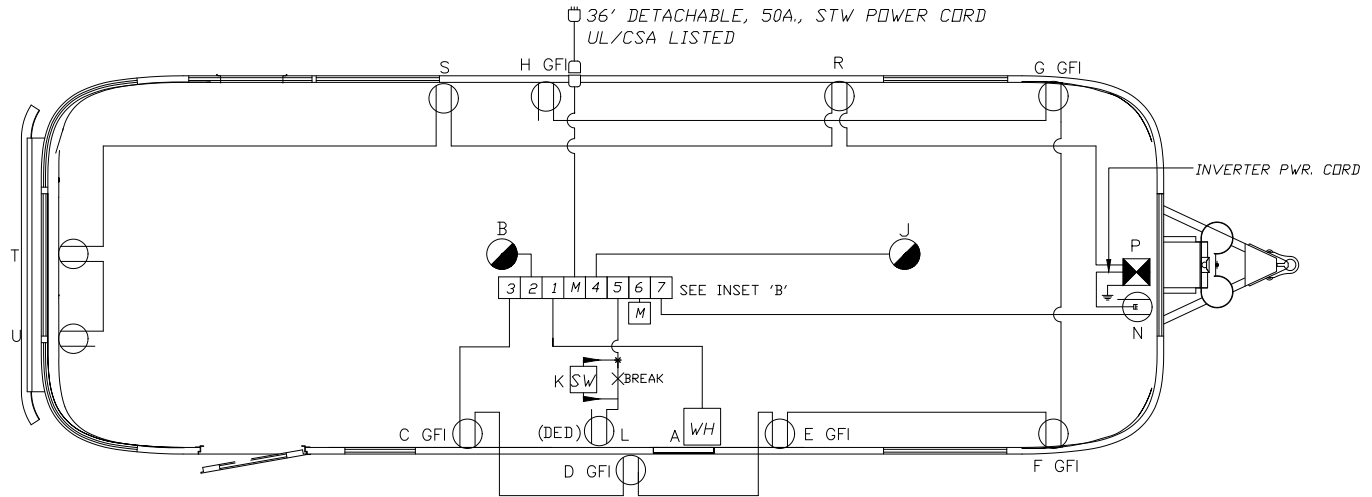 36' DETACHABLE, 50A., STW POWER CORD
UL/CSA LISTED
S
H GFI
R
G GFI
INVERTER PWR. CORD
B
J
T
P
3 2 1 M 4 5 6 7
SEE INSET 'B'
M
N
U
K
SW
BREAK
C GFI
(DED)
L
A
WH
E GFI
D GFI
F GFI